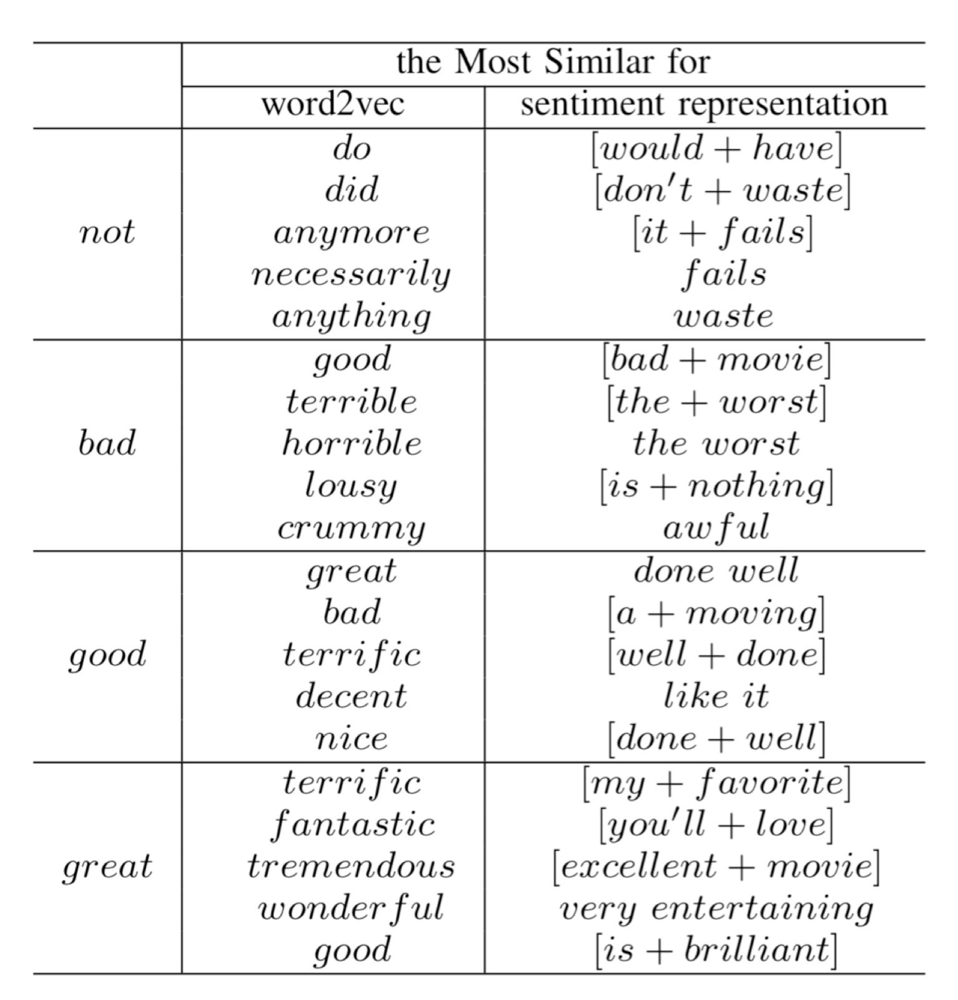 the Most Similar for
word2vec sentiment representation
do [would + have]
did [don't + waste]
not anymore [it + fails]
necessarily fails
anything waste
good [bad + movie]
terrible [the + worst]
bad horrible the worst
lousy [is + nothing]
crummy awful
great done well
bad [a + moving]
good terrific [well + done]
decent like it
nice [done + well]
terrific [my + favorite]
fantastic [you'll + love]
great tremendous [excellent + movie]
wonderful very entertaining
good [is + brilliant]